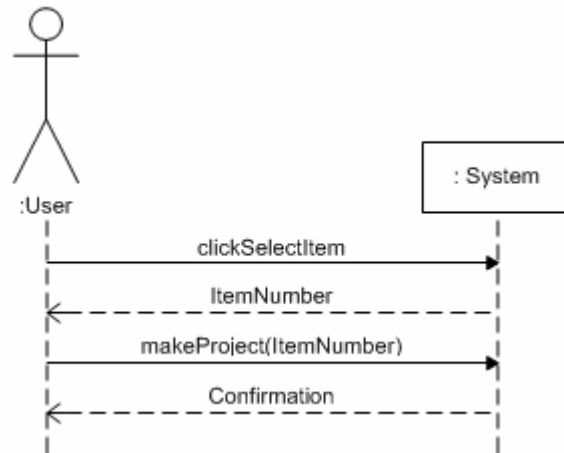 : System
:User
clickSelectItem
ItemNumber
makeProject(ItemNumber)
Confirmation